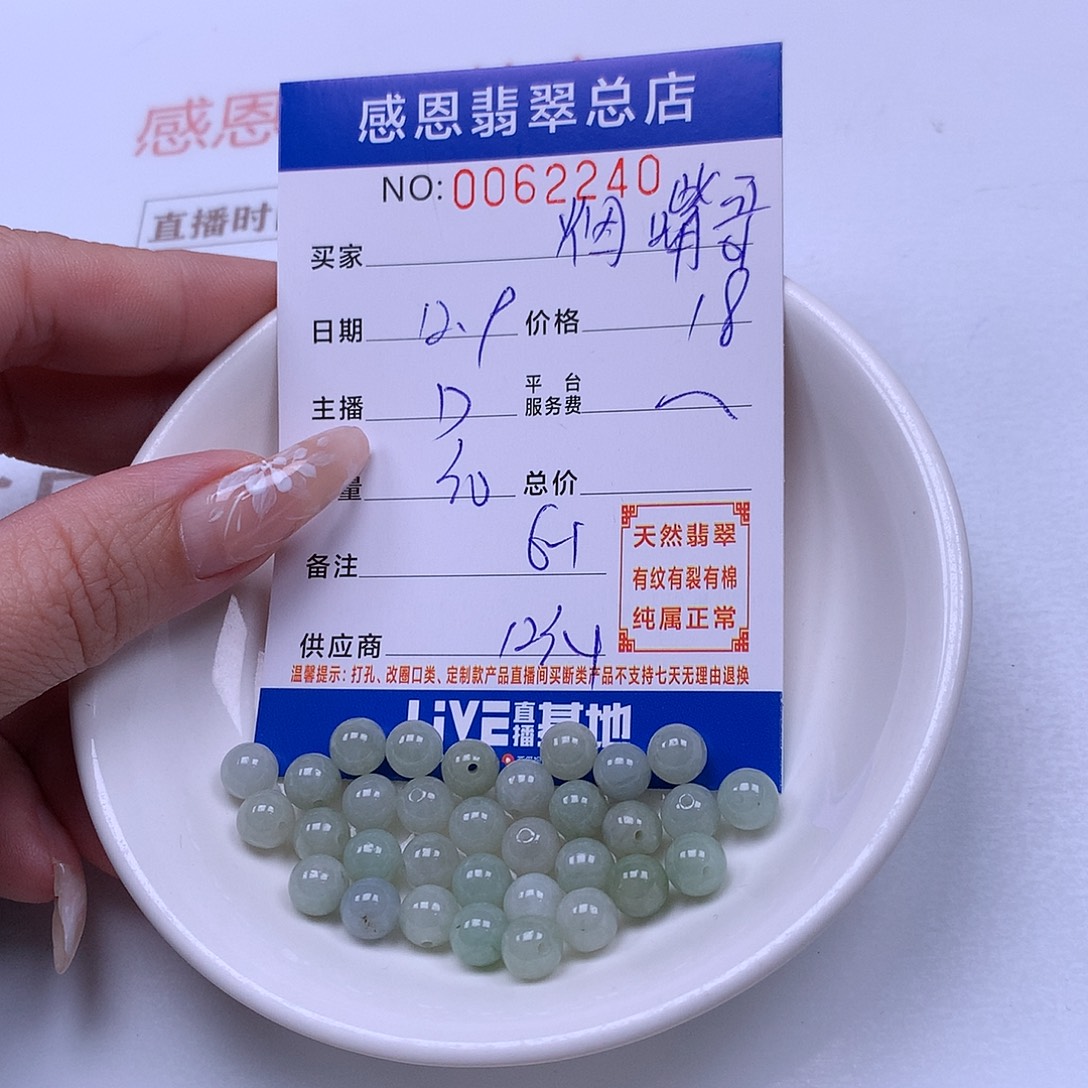 感恩
直播时
感恩翡翠总店
NO:0062240
买家 烟嘴哥
日期 12.9 价格 18
主播 D 平台服务费
量 30 总价
备注 6-1
天然翡翠
有纹有裂有棉
纯属正常
供应商
温馨提示：打孔、改圈口类、定制款产品直播间买断类产品不支持七天无理由退换
LiVE直播基地